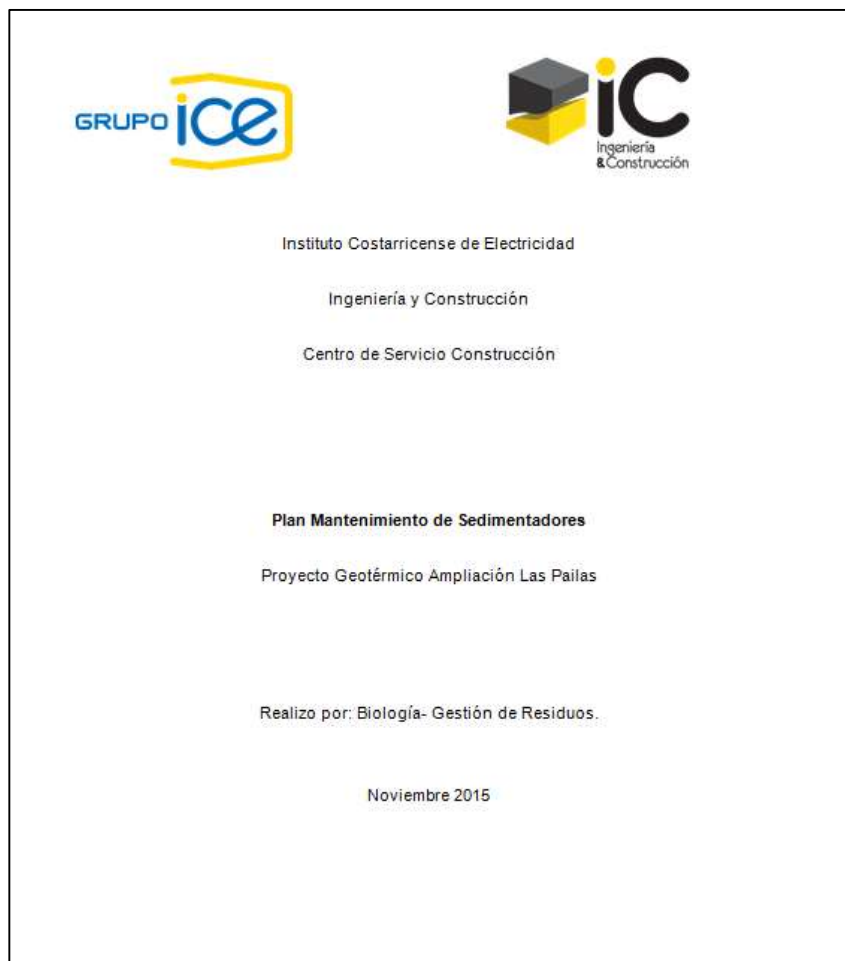 GRUPO ice
iC
Ingeniería
&Construcción
Instituto Costarricense de Electricidad
Ingeniería y Construcción
Centro de Servicio Construcción
Plan Mantenimiento de Sedimentadores
Proyecto Geotérmico Ampliación Las Pailas
Realizo por: Biología- Gestión de Residuos.
Noviembre 2015